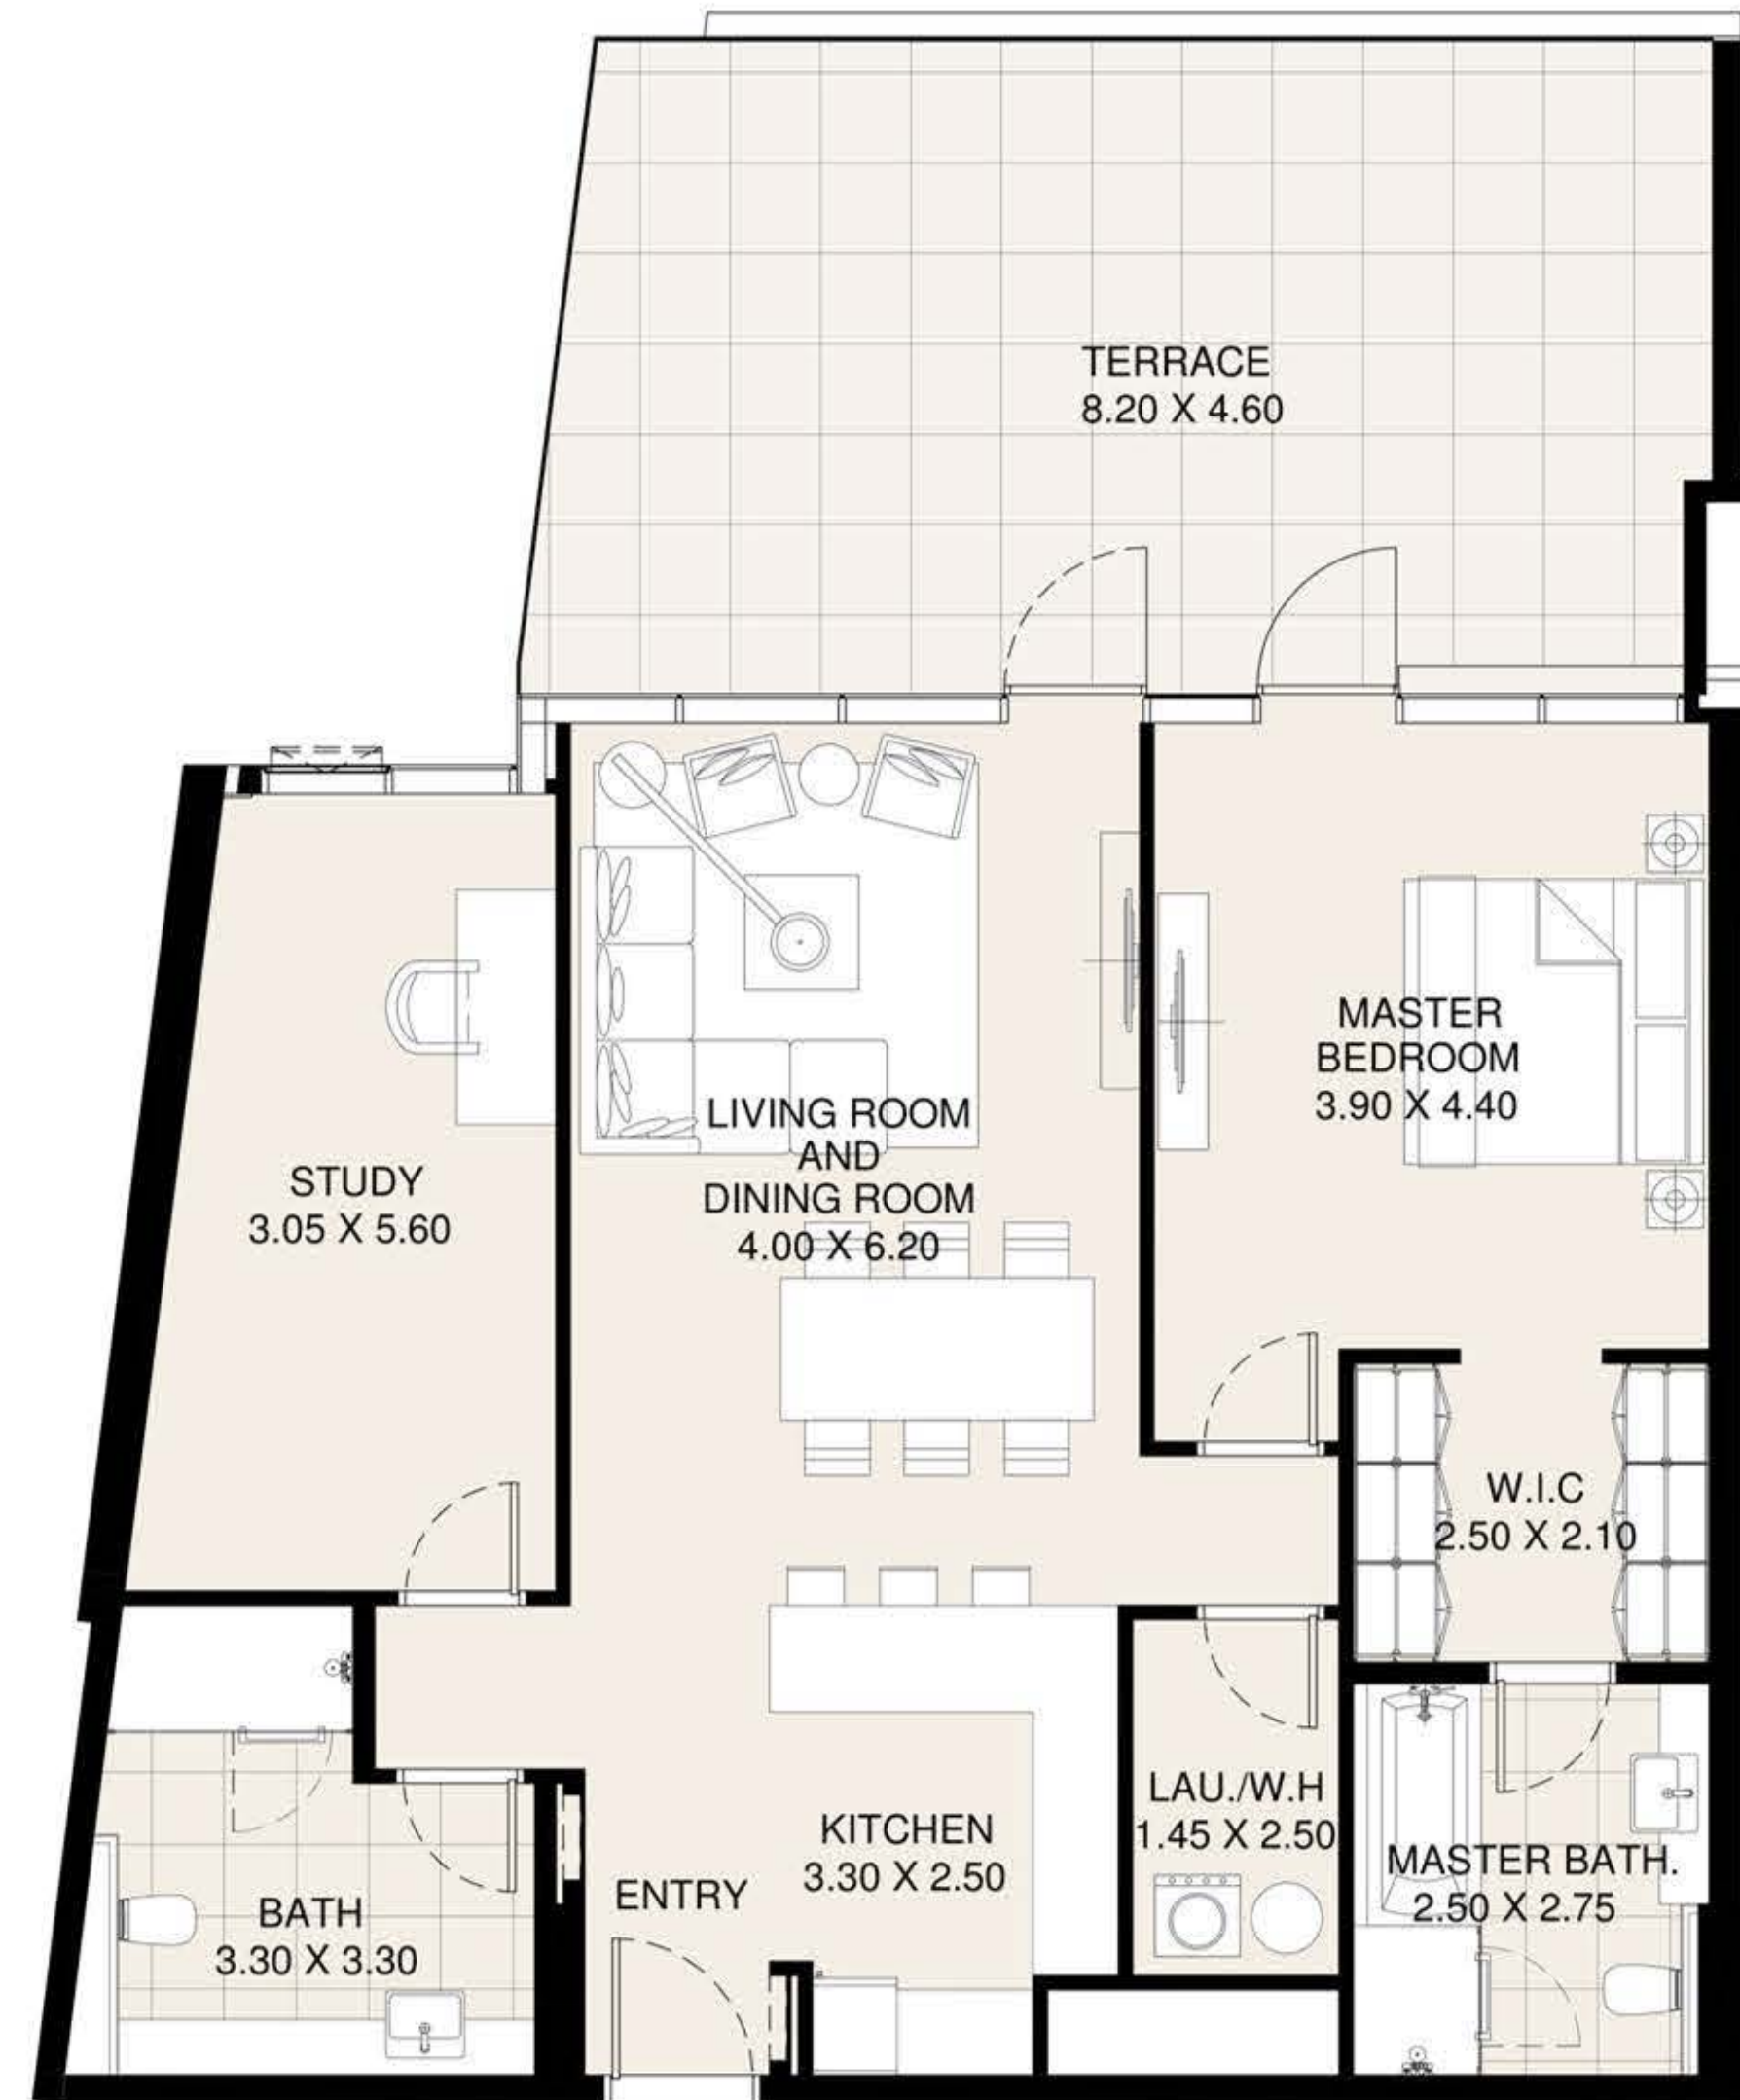 TERRACE
8.20 X 4.60
MASTER
BEDROOM
3.90 X 4.40
LIVING ROOM
AND
DINING ROOM
4.00 X 6.20
STUDY
3.05 X 5.60
W.I.C
2.50 X 2.10
LAU./W.H
1.45 X 2.50
KITCHEN
3.30 X 2.50
MASTER BATH.
2.50 X 2.75
ENTRY
BATH
3.30 X 3.30